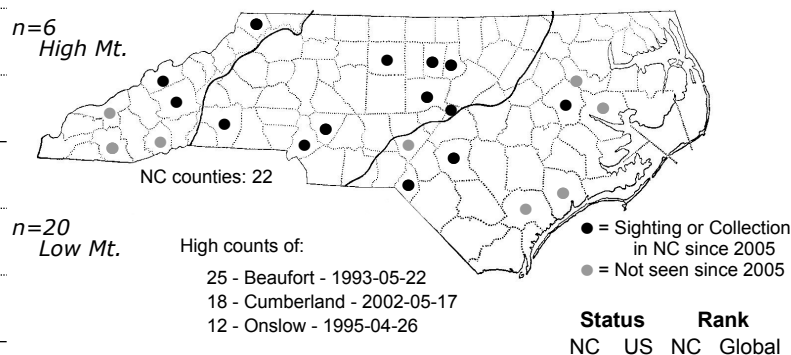 n=6
High Mt.
NC counties: 22
n=20
Low Mt.
High counts of:
25 - Beaufort - 1993-05-22
18 - Cumberland - 2002-05-17
12 - Onslow - 1995-04-26
= Sighting or Collection
in NC since 2005
= Not seen since 2005
Status Rank
NC US NC Global